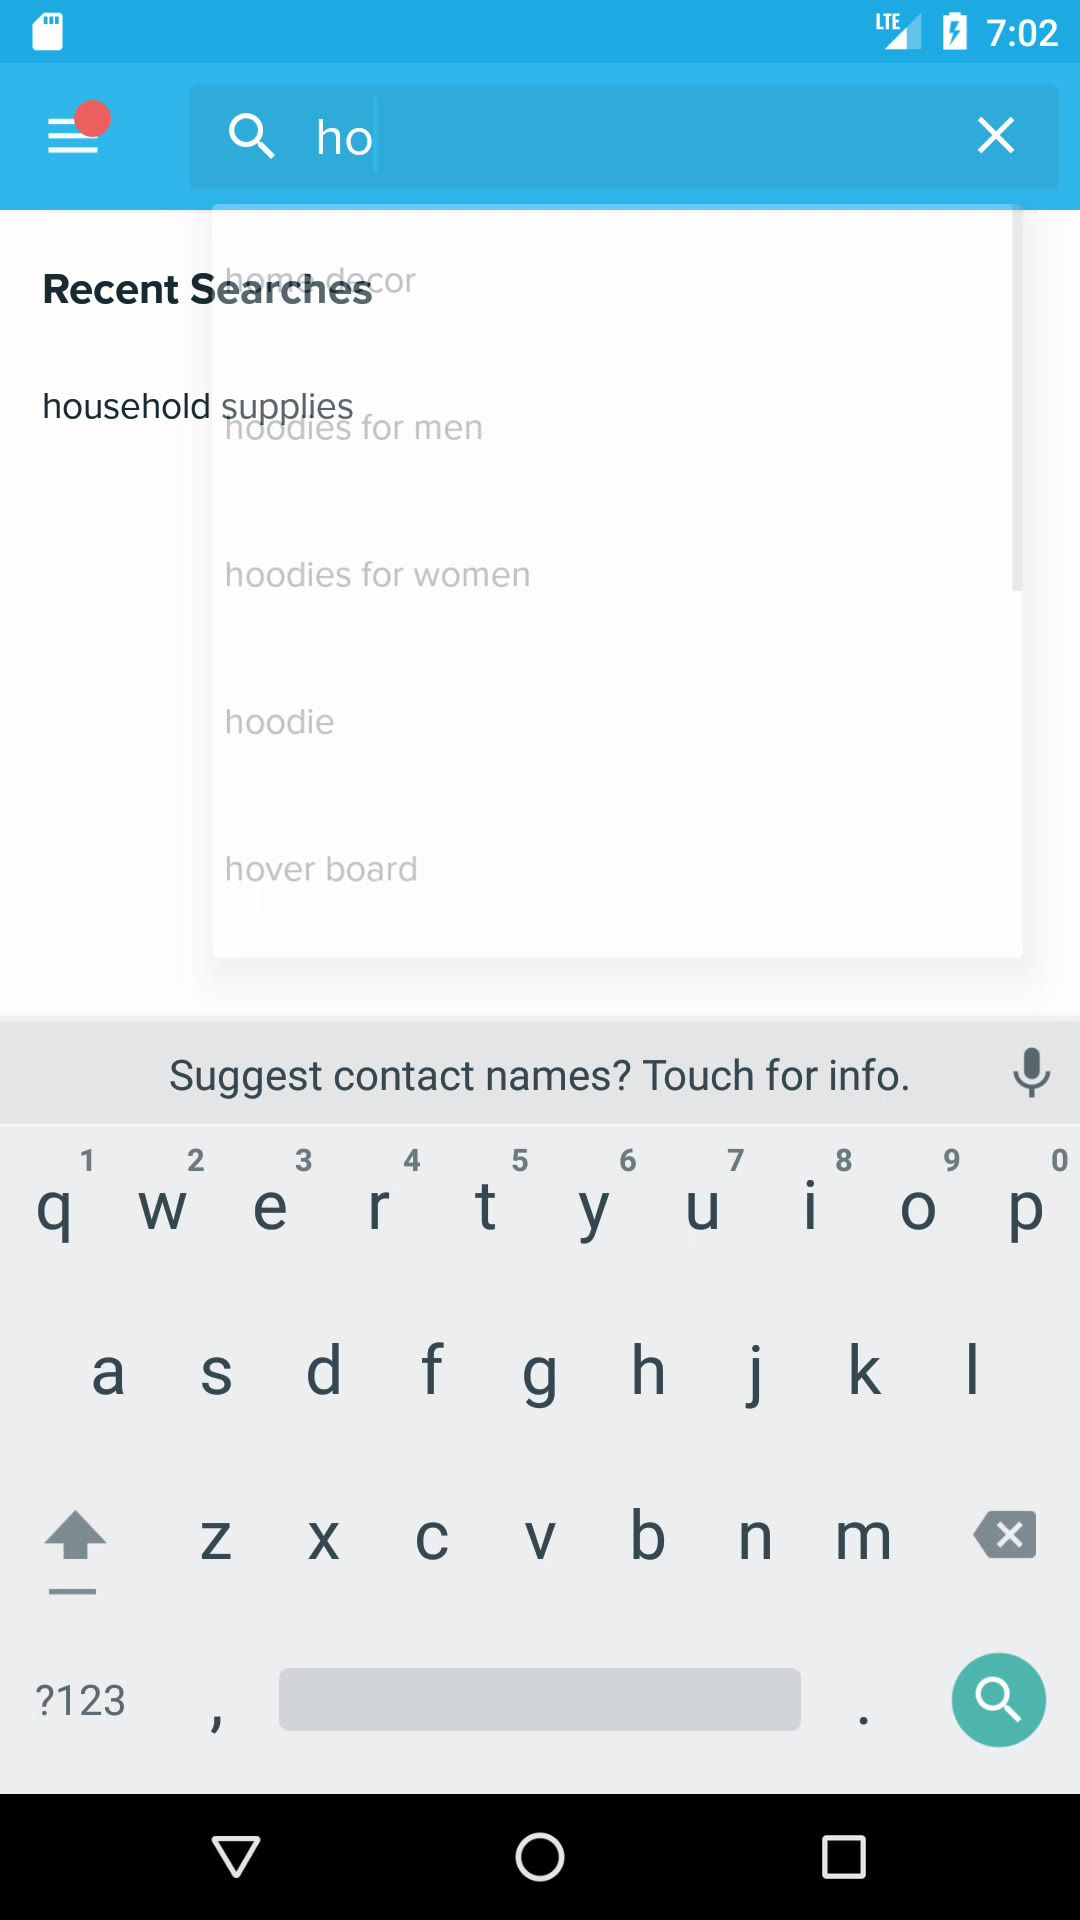 LTE 7:02
ho
Recent Searches
home decor
household supplies
hoodies for men
hoodies for women
hoodie
hover board
Suggest contact names? Touch for info.
1 2 3 4 5 6 7 8 9 0
q w e r t y u i o p
a s d f g h j k l
z x c v b n m
?123 , .